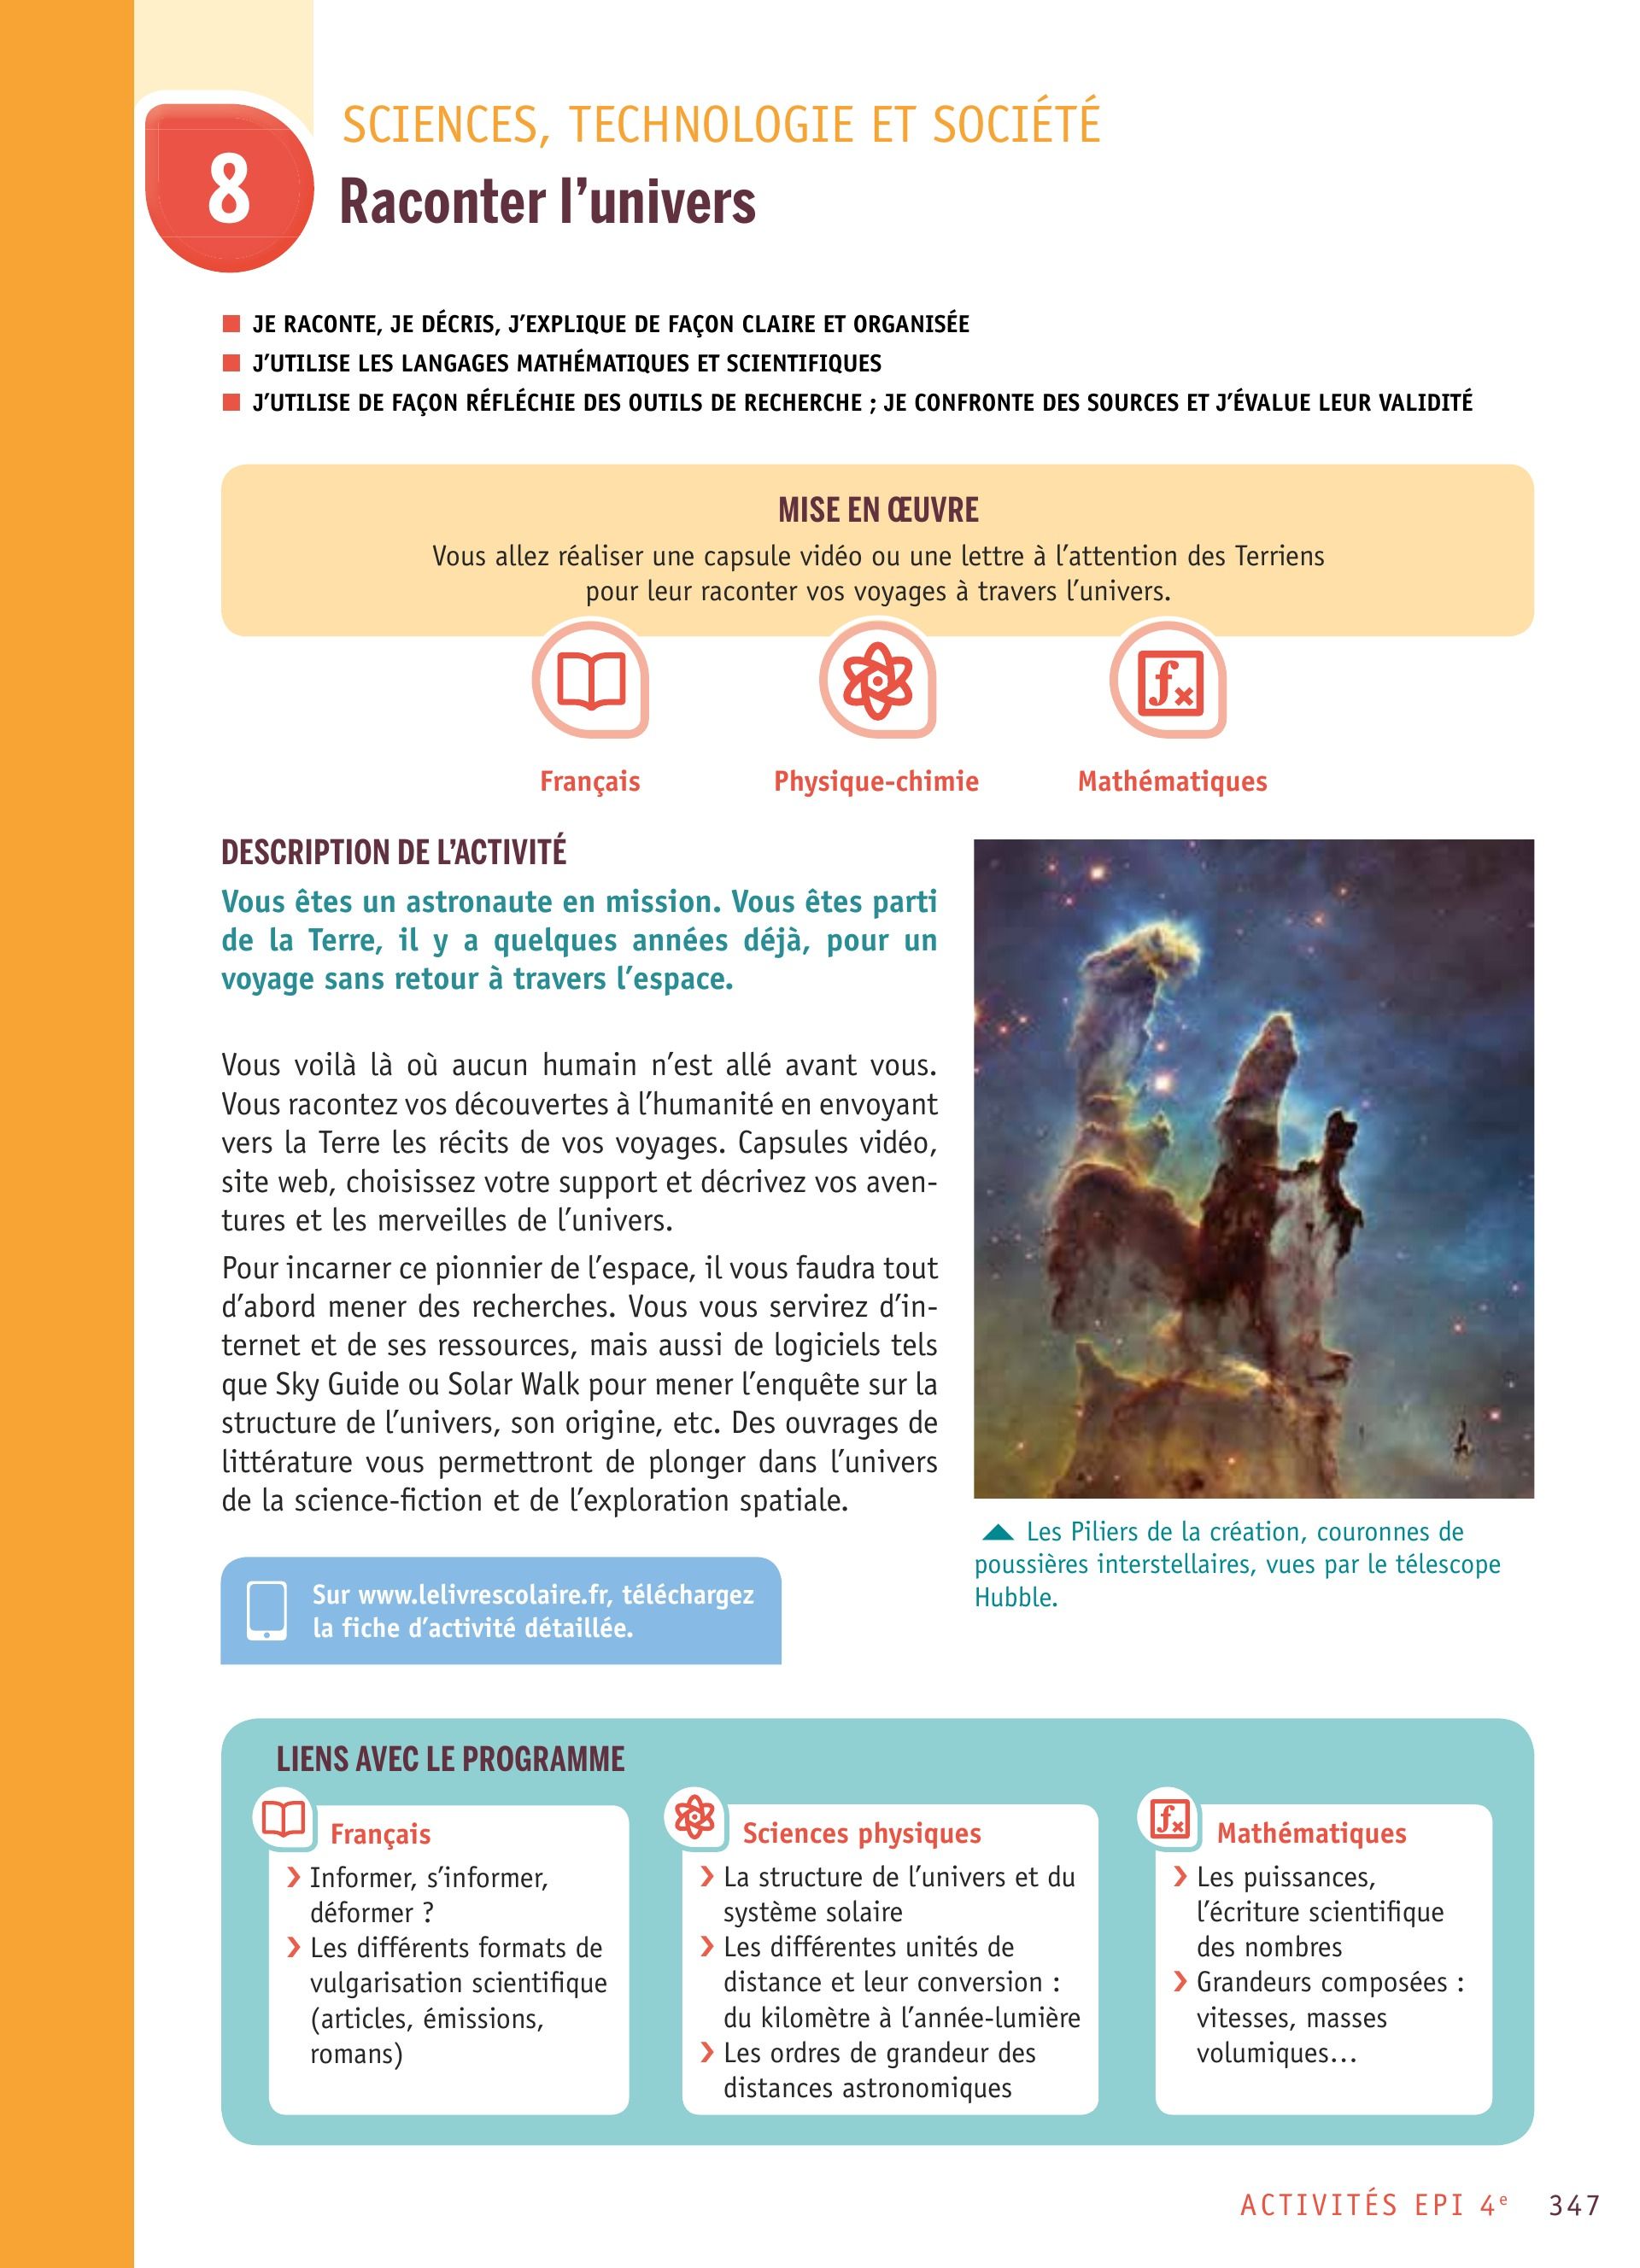 SCIENCES, TECHNOLOGIE ET SOCIÉTÉ
8
Raconter l'univers
JE RACONTE, JE DÉCRIS, J'EXPLIQUE DE FAÇON CLAIRE ET ORGANISÉE
J'UTILISE LES LANGAGES MATHÉMATIQUES ET SCIENTIFIQUES
J'UTILISE DE FAÇON RÉFLÉCHIE DES OUTILS DE RECHERCHE ; JE CONFRONTE DES SOURCES ET J'ÉVALUE LEUR VALIDITÉ
MISE EN ŒUVRE
Vous allez réaliser une capsule vidéo ou une lettre à l'attention des Terriens
pour leur raconter vos voyages à travers l'univers.
fx
Français
Physique-chimie
Mathématiques
DESCRIPTION DE L'ACTIVITÉ
Vous êtes un astronaute en mission. Vous êtes parti
de la Terre, il y a quelques années déjà, pour un
voyage sans retour à travers l'espace.
Vous voilà là où aucun humain n'est allé avant vous.
Vous racontez vos découvertes à l'humanité en envoyant
vers la Terre les récits de vos voyages. Capsules vidéo,
site web, choisissez votre support et décrivez vos aven-
tures et les merveilles de l'univers.
Pour incarner ce pionnier de l'espace, il vous faudra tout
d'abord mener des recherches. Vous vous servirez d'in-
ternet et de ses ressources, mais aussi de logiciels tels
que Sky Guide ou Solar Walk pour mener l'enquête sur la
structure de l'univers, son origine, etc. Des ouvrages de
littérature vous permettront de plonger dans l'univers
de la science-fiction et de l'exploration spatiale.
Les Piliers de la création, couronnes de
poussières interstellaires, vues par le télescope
Hubble.
Sur www.lelivrescolaire.fr, téléchargez
la fiche d'activité détaillée.
LIENS AVEC LE PROGRAMME
Français
Informer, s'informer,
déformer ?
Les différents formats de
vulgarisation scientifique
(articles, émissions,
romans)
Sciences physiques
La structure de l'univers et du
système solaire
Les différentes unités de
distance et leur conversion :
du kilomètre à l'année-lumière
Les ordres de grandeur des
distances astronomiques
fx
Mathématiques
Les puissances,
l'écriture scientifique
des nombres
Grandeurs composées :
vitesses, masses
volumiques…
ACTIVITÉS EPI 4e 347